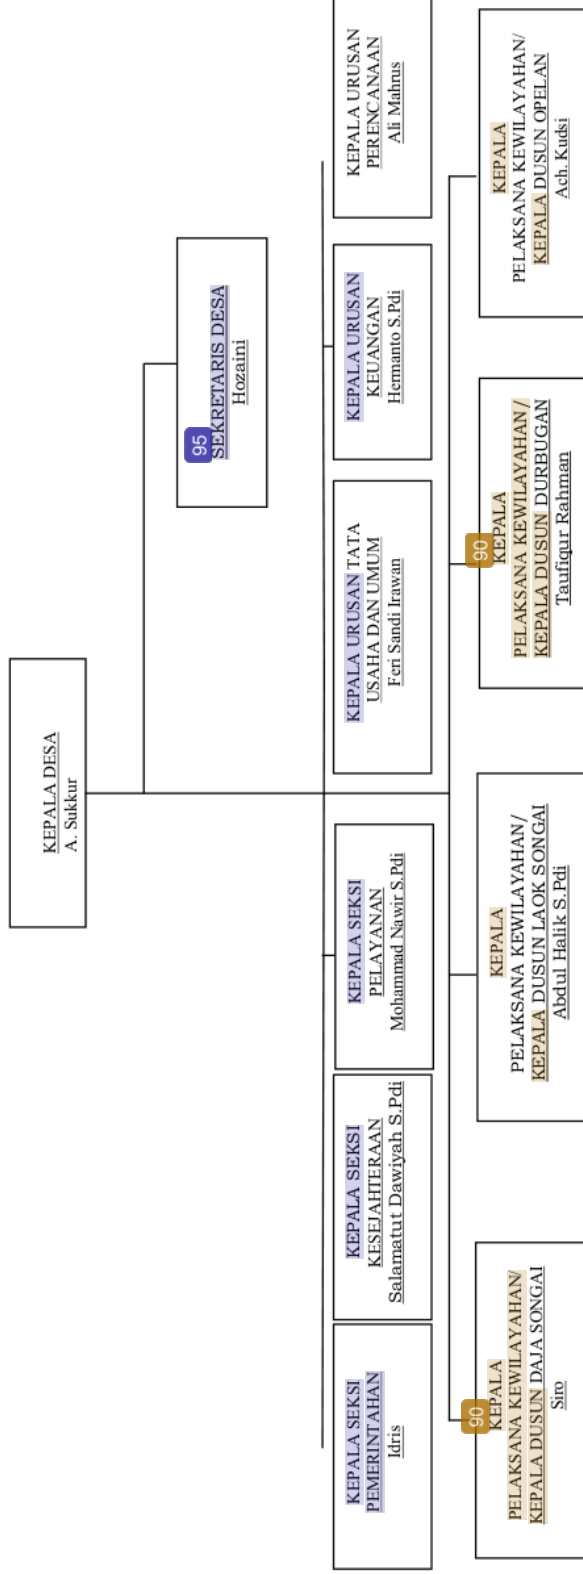 KEPALA DESA
A. Sukkur
95
SEKRETARIS DESA
Hozaini
KEPALA SEKSI
PEMERINTAHAN
Idris
KEPALA SEKSI
KESEJAHTERAAN
Salamatut Dawiyah S.Pdi
KEPALA SEKSI
PELAYANAN
Mohammad Nawir S.Pdi
KEPALA URUSAN TATA
USAHA DAN UMUM
Feri Sandi Irawan
KEPALA URUSAN
KEUANGAN
Hermanto S.Pdi
KEPALA URUSAN
PERENCANAAN
Ali Mahrus
90
KEPALA
PELAKSANA KEWILAYAHAN/
KEPALA DUSUN DAJA SONGAI
Siro
KEPALA
PELAKSANA KEWILAYAHAN/
KEPALA DUSUN LAOK SONGAI
Abdul Halik S.Pdi
90
KEPALA
PELAKSANA KEWILAYAHAN/
KEPALA DUSUN DURBUGAN
Taufiqur Rahman
KEPALA
PELAKSANA KEWILAYAHAN/
KEPALA DUSUN OPELAN
Ach. Kudsi